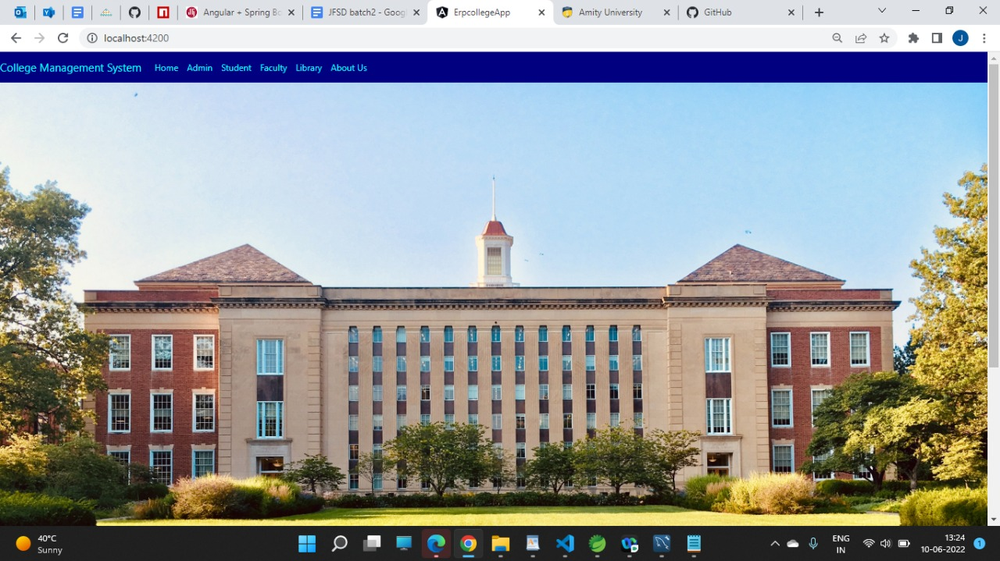 Angular + Spring Bo
JFSD batch2 - Goog
ErpcollegeApp
Amity University
GitHub
localhost:4200
J
College Management System Home Admin Student Faculty Library About Us
40°C
Sunny
ENG
IN
13:24
10-06-2022
1